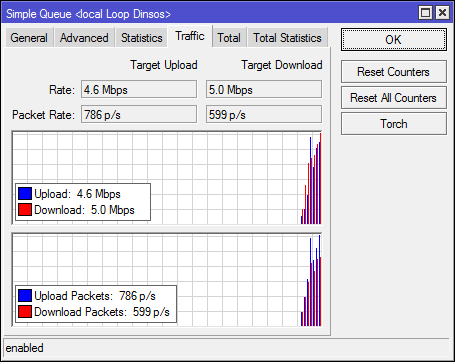 Simple Queue <local Loop Dinsos>
General Advanced Statistics Traffic Total Total Statistics
Target Upload Target Download
Rate: 4.6 Mbps 5.0 Mbps
Packet Rate: 786 p/s 599 p/s
Upload: 4.6 Mbps
Download: 5.0 Mbps
Upload Packets: 786 p/s
Download Packets: 599 p/s
OK
Reset Counters
Reset All Counters
Torch
enabled